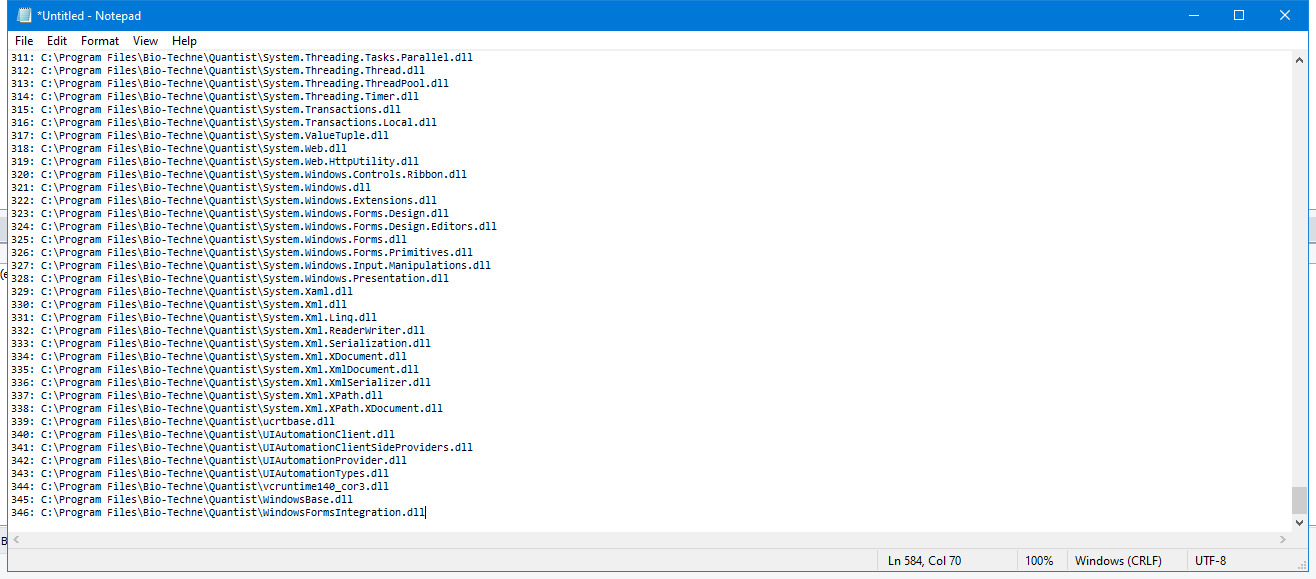 *Untitled - Notepad
File Edit Format View Help
311: C:\Program Files\Bio-Techne\Quantist\System.Threading.Tasks.Parallel.dll
312: C:\Program Files\Bio-Techne\Quantist\System.Threading.Thread.dll
313: C:\Program Files\Bio-Techne\Quantist\System.Threading.ThreadPool.dll
314: C:\Program Files\Bio-Techne\Quantist\System.Threading.Timer.dll
315: C:\Program Files\Bio-Techne\Quantist\System.Transactions.dll
316: C:\Program Files\Bio-Techne\Quantist\System.Transactions.Local.dll
317: C:\Program Files\Bio-Techne\Quantist\System.ValueTuple.dll
318: C:\Program Files\Bio-Techne\Quantist\System.Web.dll
319: C:\Program Files\Bio-Techne\Quantist\System.Web.HttpUtility.dll
320: C:\Program Files\Bio-Techne\Quantist\System.Windows.Controls.Ribbon.dll
321: C:\Program Files\Bio-Techne\Quantist\System.Windows.dll
322: C:\Program Files\Bio-Techne\Quantist\System.Windows.Extensions.dll
323: C:\Program Files\Bio-Techne\Quantist\System.Windows.Forms.Design.dll
324: C:\Program Files\Bio-Techne\Quantist\System.Windows.Forms.Design.Editors.dll
325: C:\Program Files\Bio-Techne\Quantist\System.Windows.Forms.dll
326: C:\Program Files\Bio-Techne\Quantist\System.Windows.Forms.Primitives.dll
327: C:\Program Files\Bio-Techne\Quantist\System.Windows.Input.Manipulations.dll
328: C:\Program Files\Bio-Techne\Quantist\System.Windows.Presentation.dll
329: C:\Program Files\Bio-Techne\Quantist\System.Xaml.dll
330: C:\Program Files\Bio-Techne\Quantist\System.Xml.dll
331: C:\Program Files\Bio-Techne\Quantist\System.Xml.Linq.dll
332: C:\Program Files\Bio-Techne\Quantist\System.Xml.ReaderWriter.dll
333: C:\Program Files\Bio-Techne\Quantist\System.Xml.Serialization.dll
334: C:\Program Files\Bio-Techne\Quantist\System.Xml.XDocument.dll
335: C:\Program Files\Bio-Techne\Quantist\System.Xml.XmlDocument.dll
336: C:\Program Files\Bio-Techne\Quantist\System.Xml.XmlSerializer.dll
337: C:\Program Files\Bio-Techne\Quantist\System.Xml.XPath.dll
338: C:\Program Files\Bio-Techne\Quantist\System.Xml.XPath.XDocument.dll
339: C:\Program Files\Bio-Techne\Quantist\ucrtbase.dll
340: C:\Program Files\Bio-Techne\Quantist\UIAutomationClient.dll
341: C:\Program Files\Bio-Techne\Quantist\UIAutomationClientSideProviders.dll
342: C:\Program Files\Bio-Techne\Quantist\UIAutomationProvider.dll
343: C:\Program Files\Bio-Techne\Quantist\UIAutomationTypes.dll
344: C:\Program Files\Bio-Techne\Quantist\vcruntime140_cor3.dll
345: C:\Program Files\Bio-Techne\Quantist\WindowsBase.dll
346: C:\Program Files\Bio-Techne\Quantist\WindowsFormsIntegration.dll
Ln 584, Col 70 100% Windows (CRLF) UTF-8